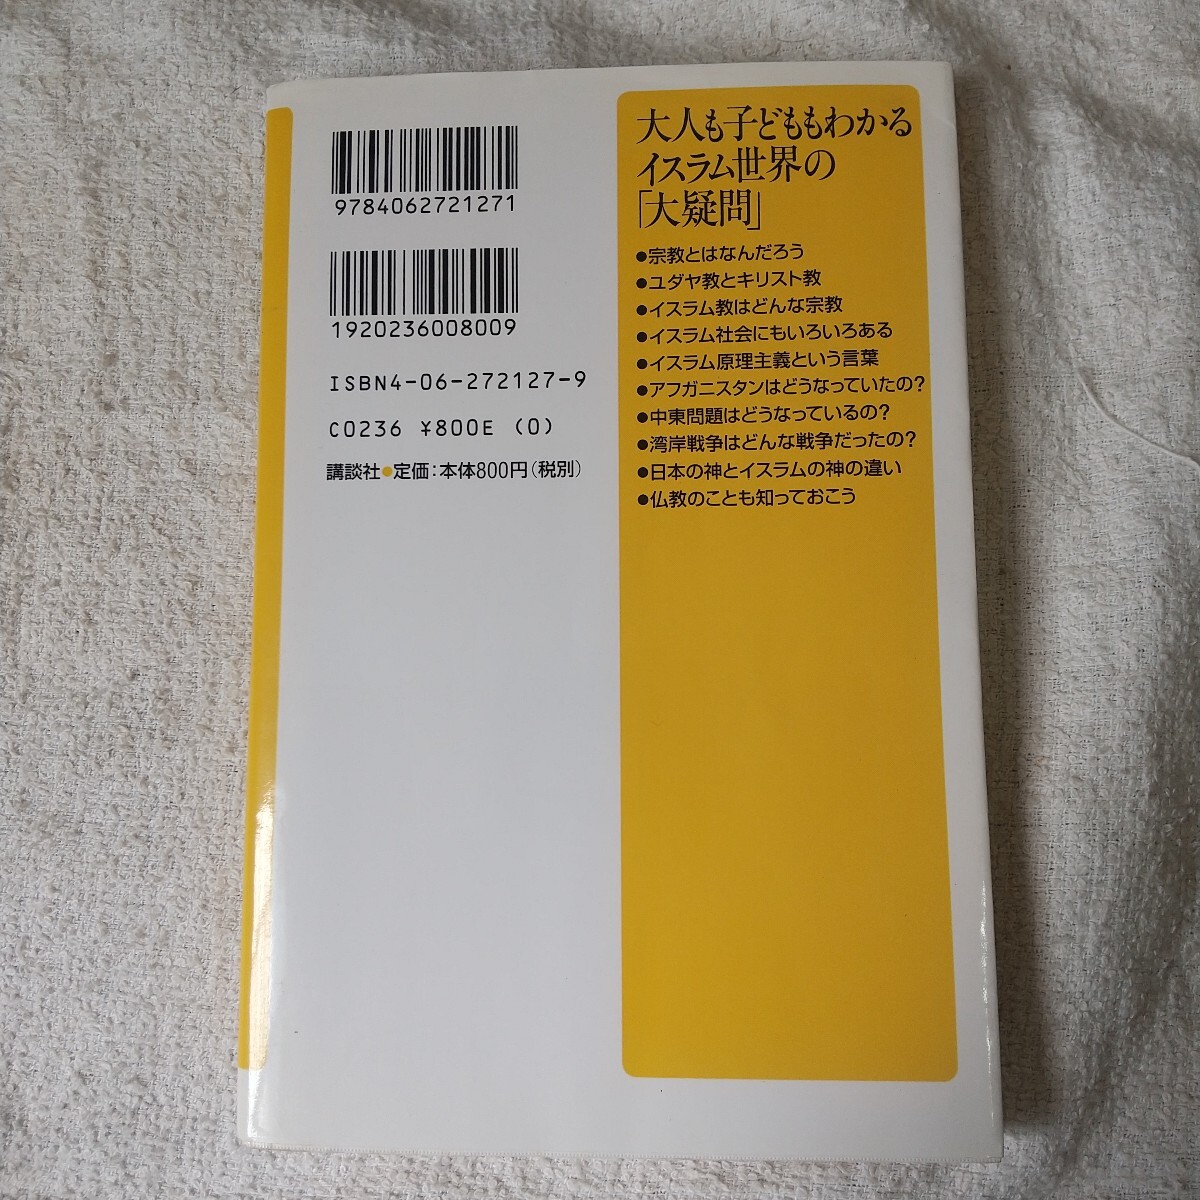 9784062721271
1920236008009
ISBN4-06-272127-9
C0236 ¥800E (0)
講談社●定価：本体800円（税別）
大人も子どももわかる
イスラム世界の
「大疑問」
●宗教とはなんだろう
●ユダヤ教とキリスト教
●イスラム教はどんな宗教
●イスラム社会にもいろいろある
●イスラム原理主義という言葉
●アフガニスタンはどうなっていたの？
●中東問題はどうなっているの？
●湾岸戦争はどんな戦争だったの？
●日本の神とイスラムの神の違い
●仏教のことも知っておこう